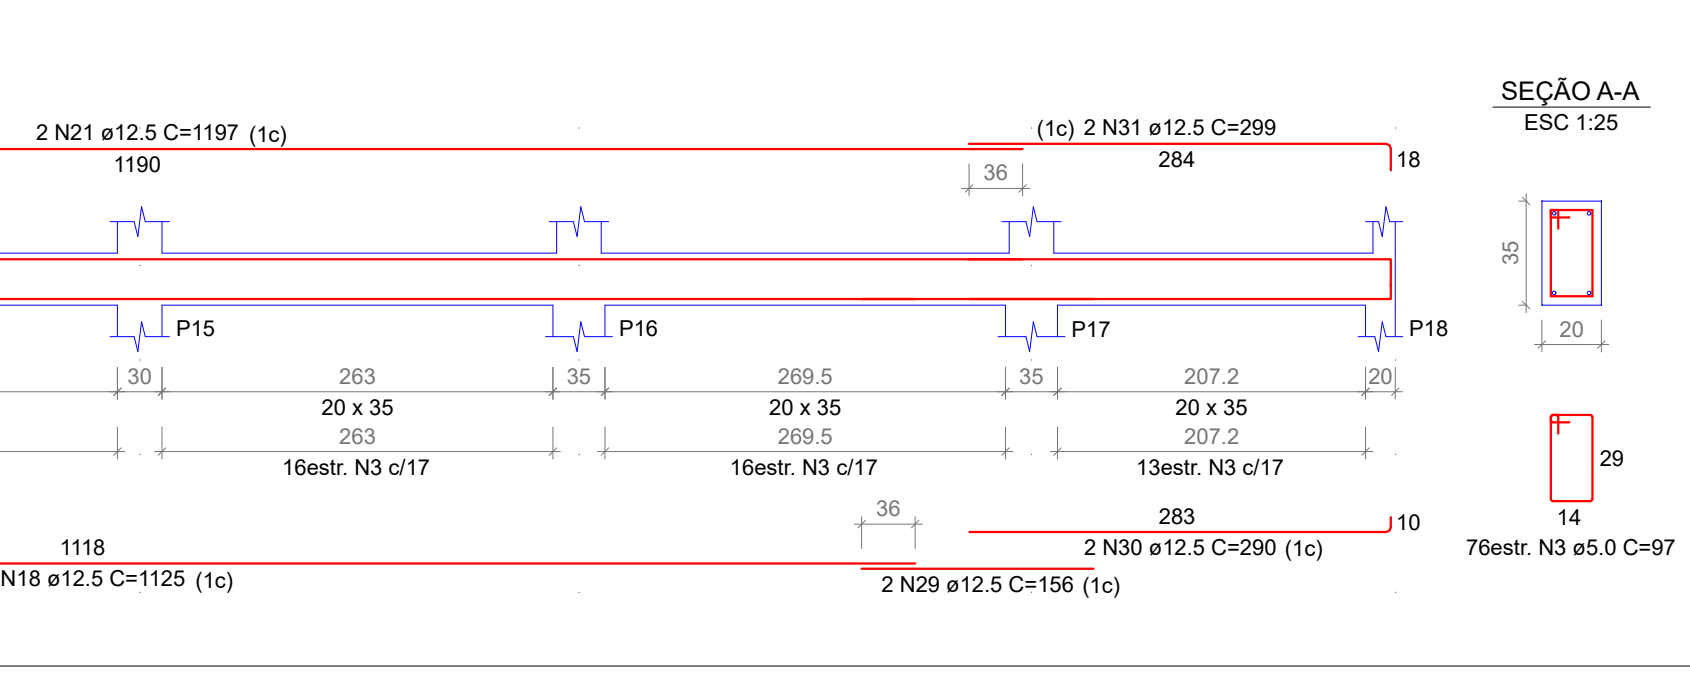 SEÇÃO A-A
ESC 1:25
2 N21 ø12.5 C=1197 (1c)
1190
(1c) 2 N31 ø12.5 C=299
284
18
36
35
20
P15
P16
P17
P18
30
263
35
269.5
35
207.2
20
20 x 35
20 x 35
20 x 35
263
269.5
207.2
16estr. N3 c/17
16estr. N3 c/17
13estr. N3 c/17
29
14
76estr. N3 ø5.0 C=97
36
283
10
2 N30 ø12.5 C=290 (1c)
1118
N18 ø12.5 C=1125 (1c)
2 N29 ø12.5 C=156 (1c)